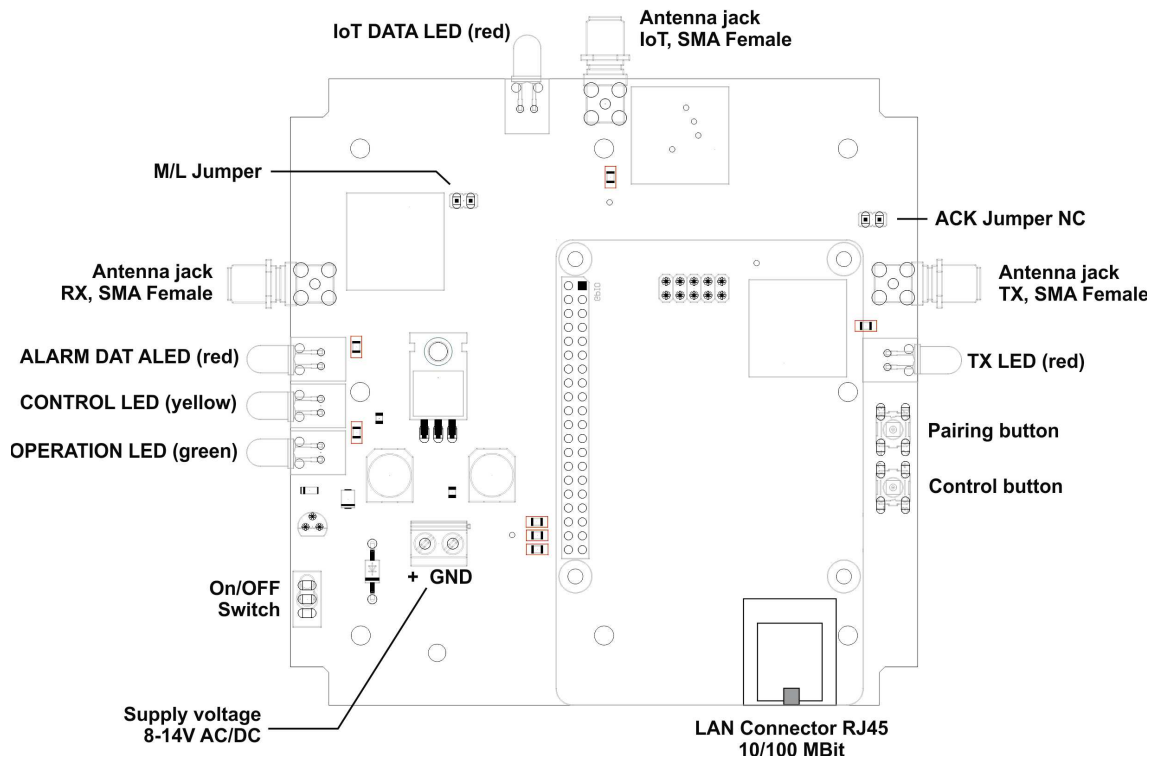 IoT DATA LED (red)
Antenna jack
IoT, SMA Female
M/L Jumper
ACK Jumper NC
Antenna jack
RX, SMA Female
Antenna jack
TX, SMA Female
0198
ALARM DAT ALED (red)
TX LED (red)
CONTROL LED (yellow)
Pairing button
OPERATION LED (green)
Control button
+ GND
On/OFF
Switch
Supply voltage
8-14V AC/DC
LAN Connector RJ45
10/100 MBit